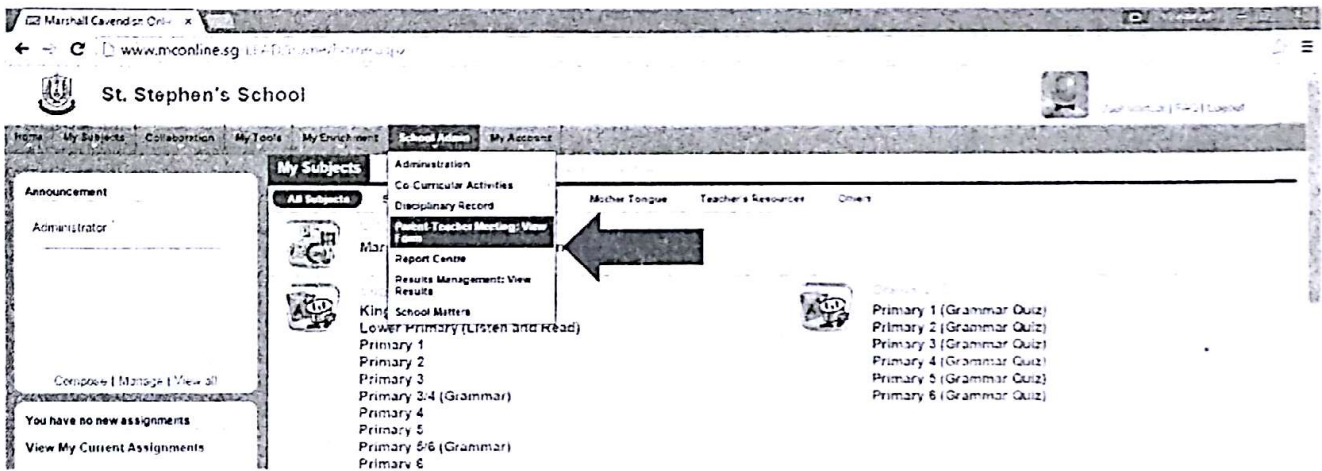 Marshall Cavendish Onli
www.mconline.sg
St. Stephen's School
FAQ | Logout
Home My Subjects Collaboration My Tools My Enrichment School Admin My Account
My Subjects
Administration
Co-Curricular Activities
Disciplinary Record
Parent-Teacher Meeting: View Form
Report Centre
Results Management: View Results
School Matters
All Subjects
Mother Tongue Teacher's Resources Others
Announcement
Administrator
Mar
King
Lower Primary (Listen and Read)
Primary 1
Primary 2
Primary 3
Primary 3/4 (Grammar)
Primary 4
Primary 5
Primary 5/6 (Grammar)
Primary 6
Primary 1 (Grammar Quiz)
Primary 2 (Grammar Quiz)
Primary 3 (Grammar Quiz)
Primary 4 (Grammar Quiz)
Primary 5 (Grammar Quiz)
Primary 6 (Grammar Quiz)
Compose | Manage | View all
You have no new assignments
View My Current Assignments